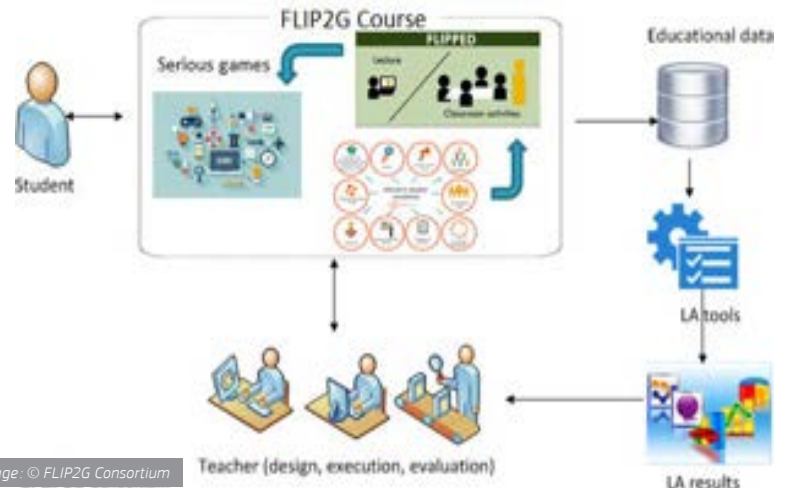 FLIP2G Course
FLIPPED
Educational data
Serious games
Lecture
Classroom activities
Student
LA tools
Teacher (design, execution, evaluation)
LA results
ge: © FLIP2G Consortium